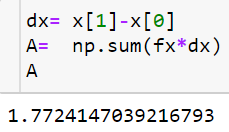 dx= x[1]-x[0]
A=  np.sum(fx*dx)
A
1.7724147039216793